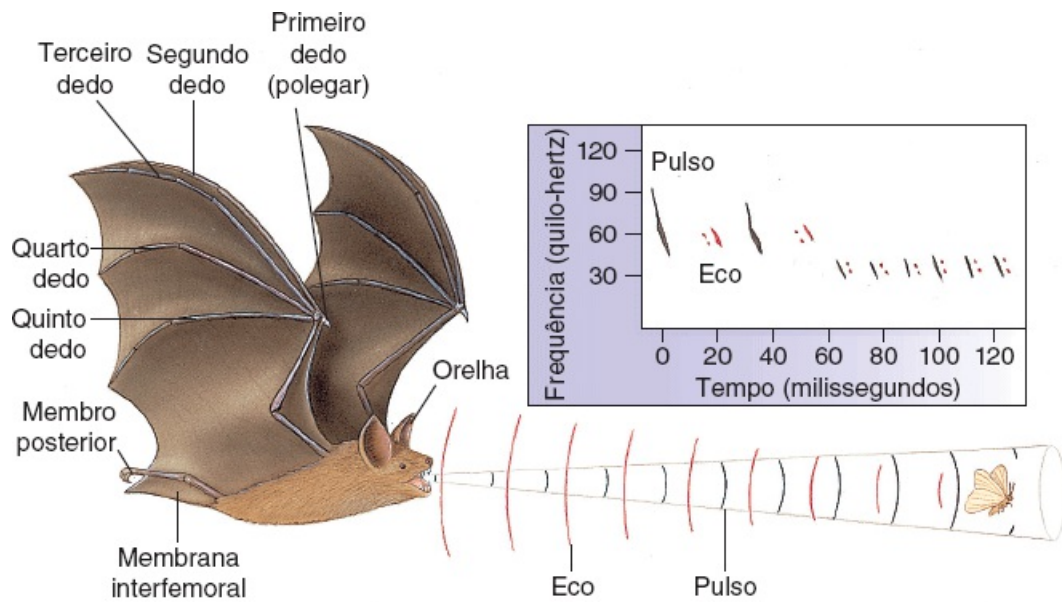 Primeiro
dedo
(polegar)
Terceiro
dedo
Segundo
dedo
Quarto
dedo
Quinto
dedo
Membro
posterior
Membrana
interfemoral
Orelha
Eco
Pulso
Frequência (quilo-hertz)
120
90
60
30
Pulso
Eco
0 20 40 60 80 100 120
Tempo (milissegundos)